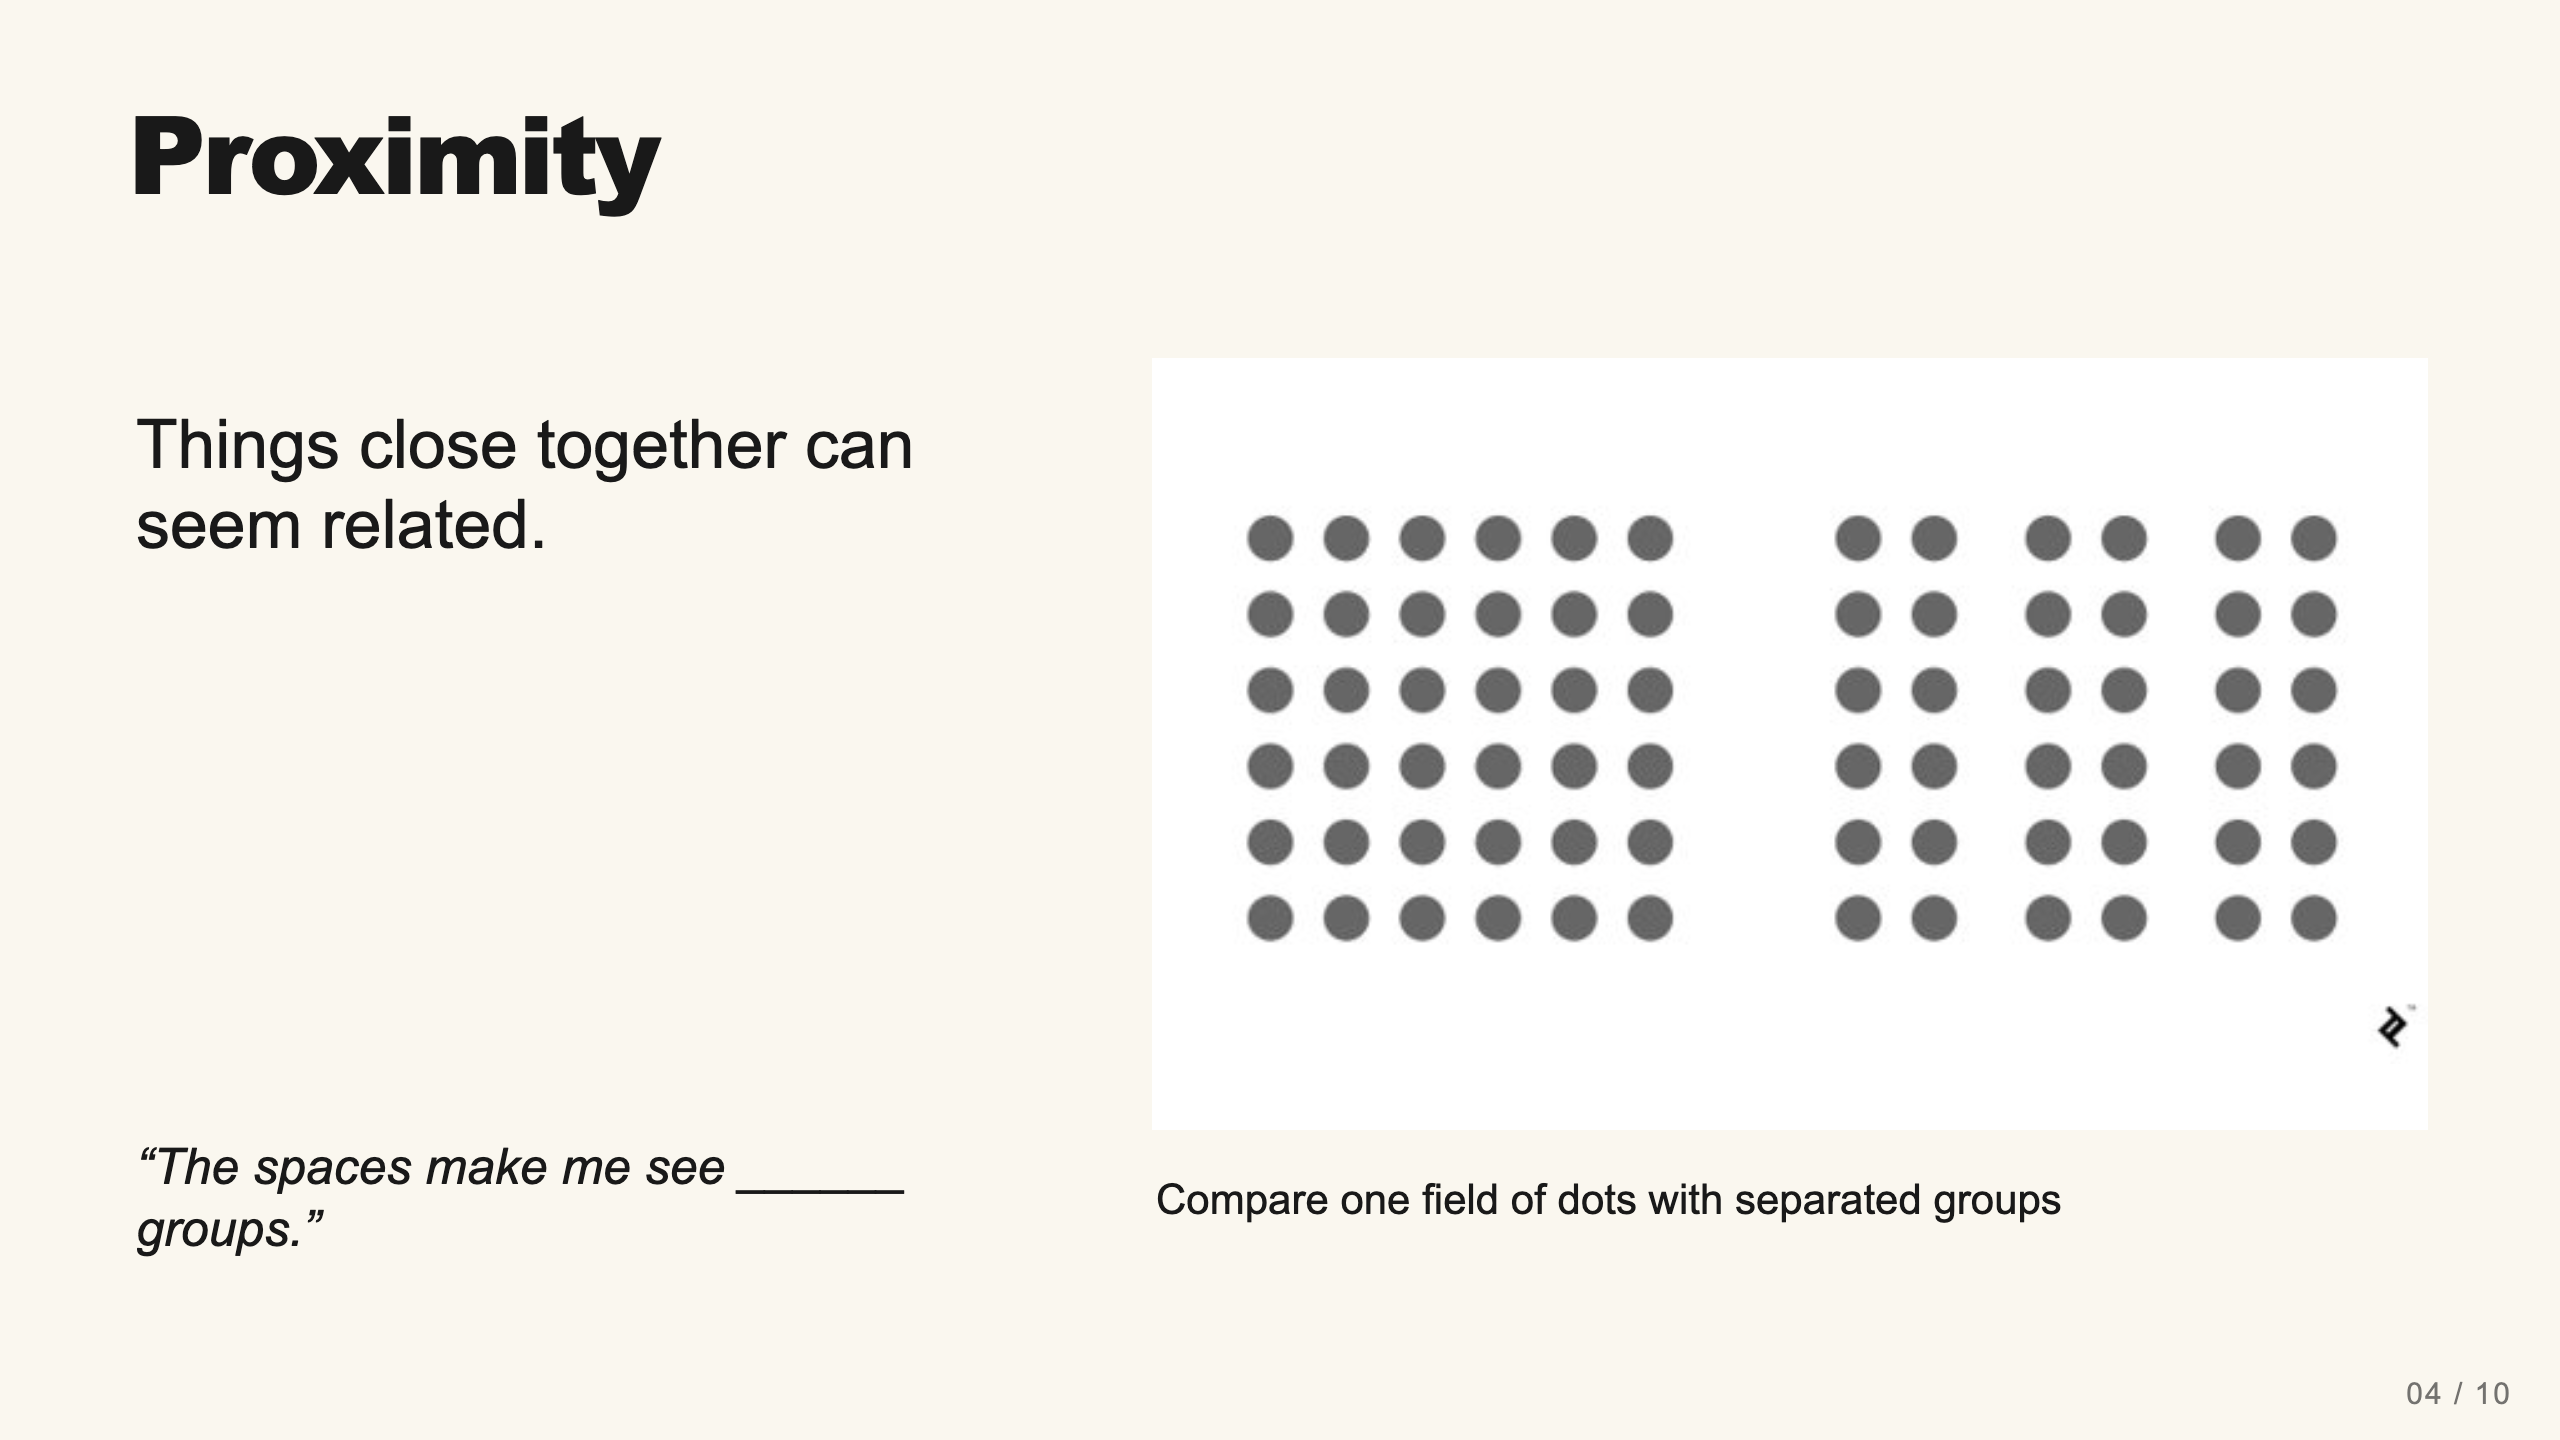 Proximity
Things close together can
seem related.
“The spaces make me see ______
groups.”
Compare one field of dots with separated groups
04 / 10